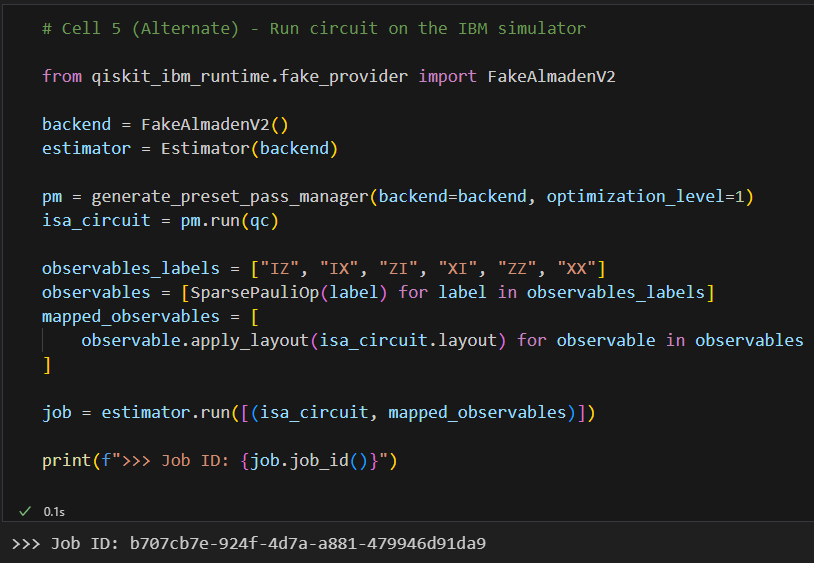 # Cell 5 (Alternate) - Run circuit on the IBM simulator
from qiskit_ibm_runtime.fake_provider import FakeAlmadenV2
backend = FakeAlmadenV2()
estimator = Estimator(backend)
pm = generate_preset_pass_manager(backend=backend, optimization_level=1)
isa_circuit = pm.run(qc)
observables_labels = ["IZ", "IX", "ZI", "XI", "ZZ", "XX"]
observables = [SparsePauliOp(label) for label in observables_labels]
mapped_observables = [
    observable.apply_layout(isa_circuit.layout) for observable in observables
]
job = estimator.run([(isa_circuit, mapped_observables)])
print(f">>> Job ID: {job.job_id()}")
0.1s
>>> Job ID: b707cb7e-924f-4d7a-a881-479946d91da9